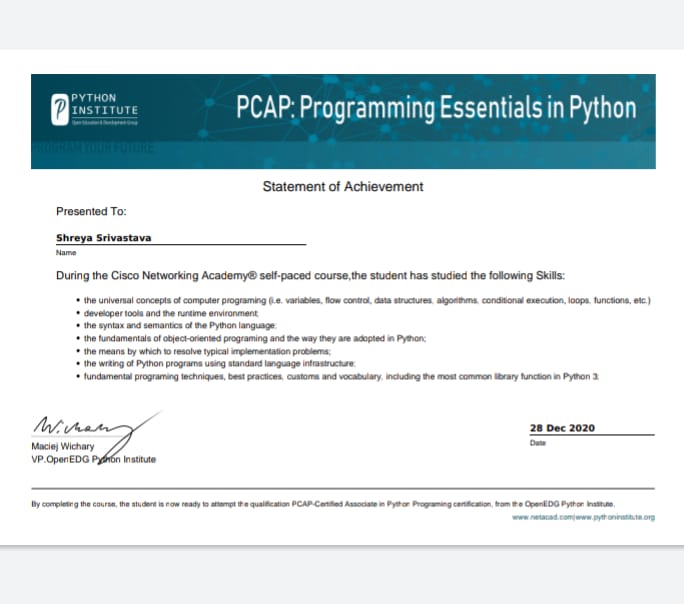 PYTHON
INSTITUTE
Open Education & Development Group
PROGRAM YOUR FUTURE
PCAP: Programming Essentials in Python
Statement of Achievement
Presented To:
Shreya Srivastava
Name
During the Cisco Networking Academy® self-paced course,the student has studied the following Skills:
• the universal concepts of computer programing (i.e. variables, flow control, data structures, algorithms, conditional execution, loops, functions, etc.)
• developer tools and the runtime environment;
• the syntax and semantics of the Python language;
• the fundamentals of object-oriented programing and the way they are adopted in Python;
• the means by which to resolve typical implementation problems;
• the writing of Python programs using standard language infrastructure;
• fundamental programing techniques, best practices, customs and vocabulary, including the most common library function in Python 3.
W.Wichary
Maciej Wichary
VP.OpenEDG Python Institute
28 Dec 2020
Date
By completing the course, the student is now ready to attempt the qualification PCAP-Certified Associate in Python Programing certification, from the OpenEDG Python Institute.
www.netacad.com|www.pythoninstitute.org